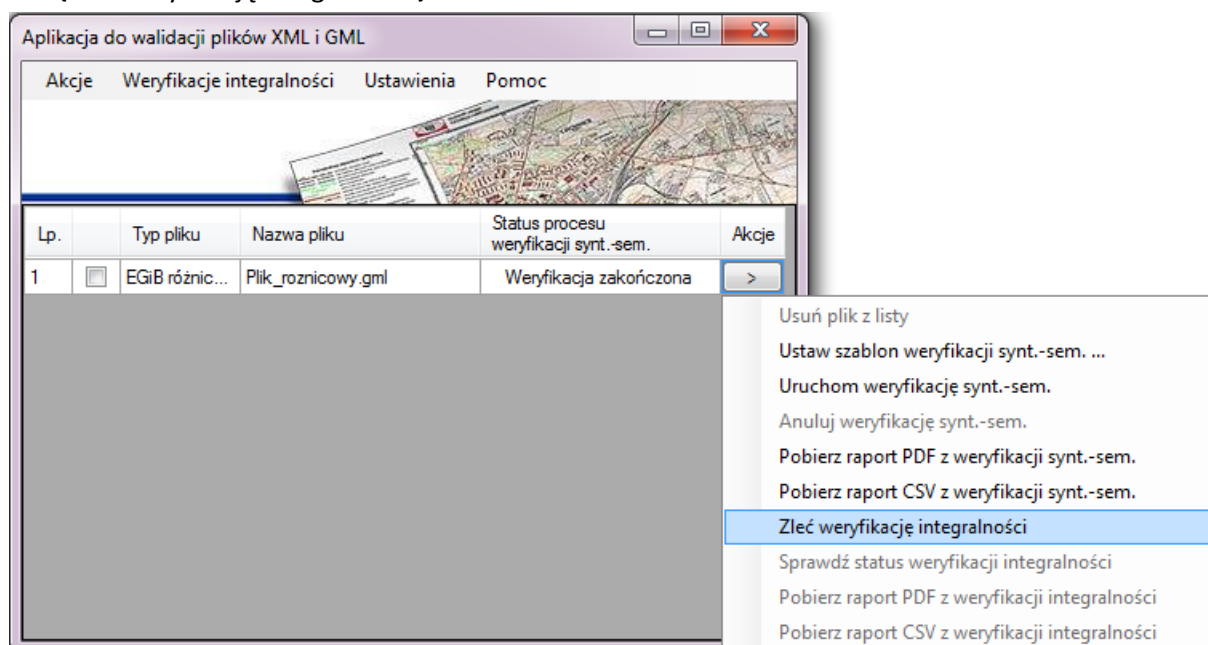 Aplikacja do walidacji plików XML i GML
Akcje Weryfikacje integralności Ustawienia Pomoc
Lp. Typ pliku Nazwa pliku Status procesu weryfikacji synt.-sem. Akcje
1 EGiB różnic... Plik_roznicowy.gml Weryfikacja zakończona >
Usuń plik z listy
Ustaw szablon weryfikacji synt.-sem. ...
Uruchom weryfikację synt.-sem.
Anuluj weryfikację synt.-sem.
Pobierz raport PDF z weryfikacji synt.-sem.
Pobierz raport CSV z weryfikacji synt.-sem.
Zleć weryfikację integralności
Sprawdź status weryfikacji integralności
Pobierz raport PDF z weryfikacji integralności
Pobierz raport CSV z weryfikacji integralności